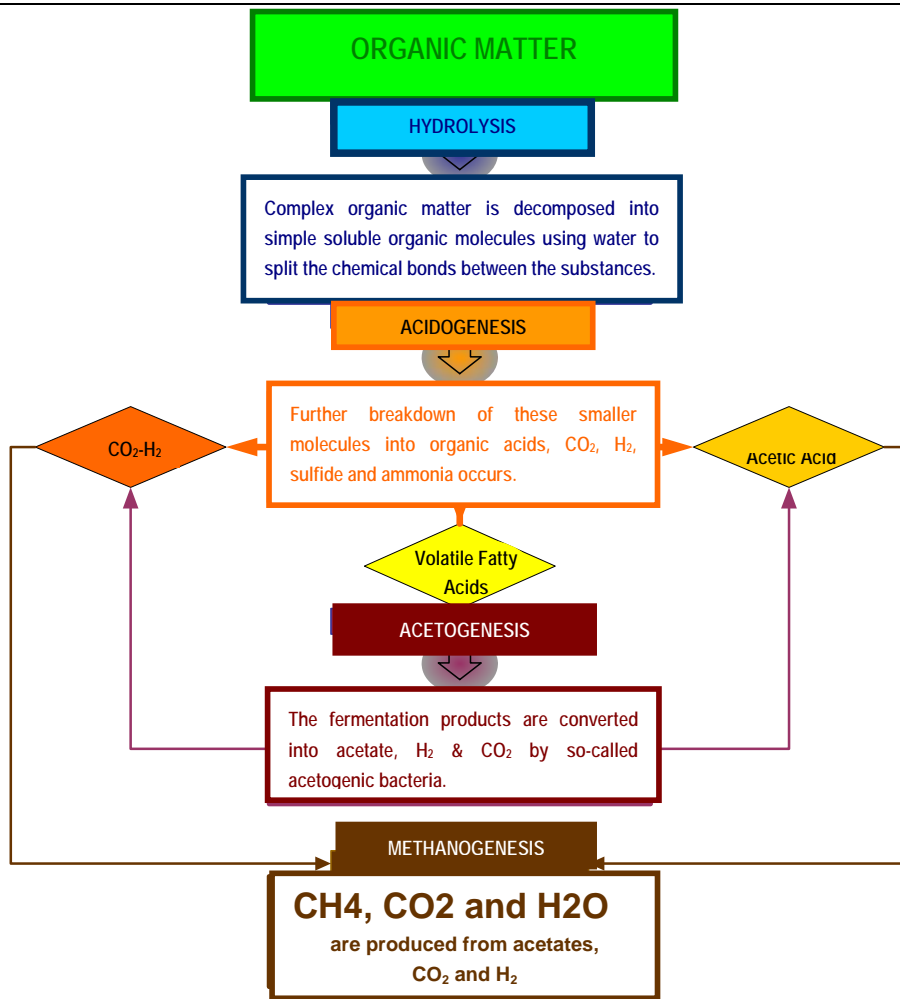 ORGANIC MATTER
HYDROLYSIS
Complex organic matter is decomposed into
simple soluble organic molecules using water to
split the chemical bonds between the substances.
ACIDOGENESIS
Further breakdown of these smaller
molecules into organic acids, CO₂, H₂,
sulfide and ammonia occurs.
CO₂-H₂
Acetic Acid
Volatile Fatty
Acids
ACETOGENESIS
The fermentation products are converted
into acetate, H₂ & CO₂ by so-called
acetogenic bacteria.
METHANOGENESIS
CH4, CO2 and H2O
are produced from acetates,
CO₂ and H₂